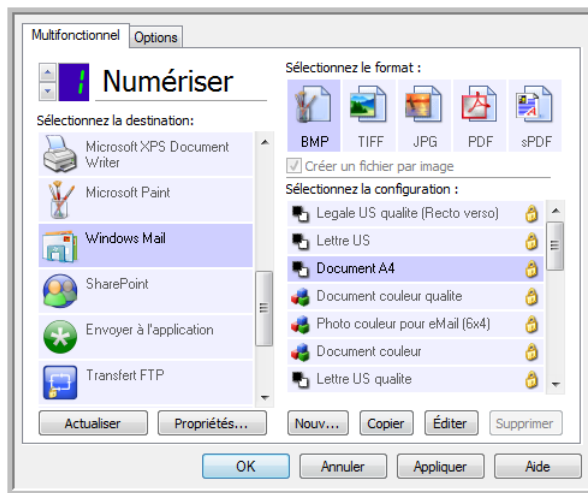 Multifonctionnel
Options
1
Numériser
Sélectionnez la destination:
Microsoft XPS Document
Writer
Microsoft Paint
Windows Mail
SharePoint
Envoyer à l'application
Transfert FTP
Actualiser
Propriétés...
Sélectionnez le format :
BMP
TIFF
JPG
PDF
sPDF
Créer un fichier par image
Sélectionnez la configuration :
Legale US qualite (Recto verso)
Lettre US
Document A4
Document couleur qualite
Photo couleur pour eMail (6x4)
Document couleur
Lettre US qualite
Nouv...
Copier
Éditer
Supprimer
OK
Annuler
Appliquer
Aide